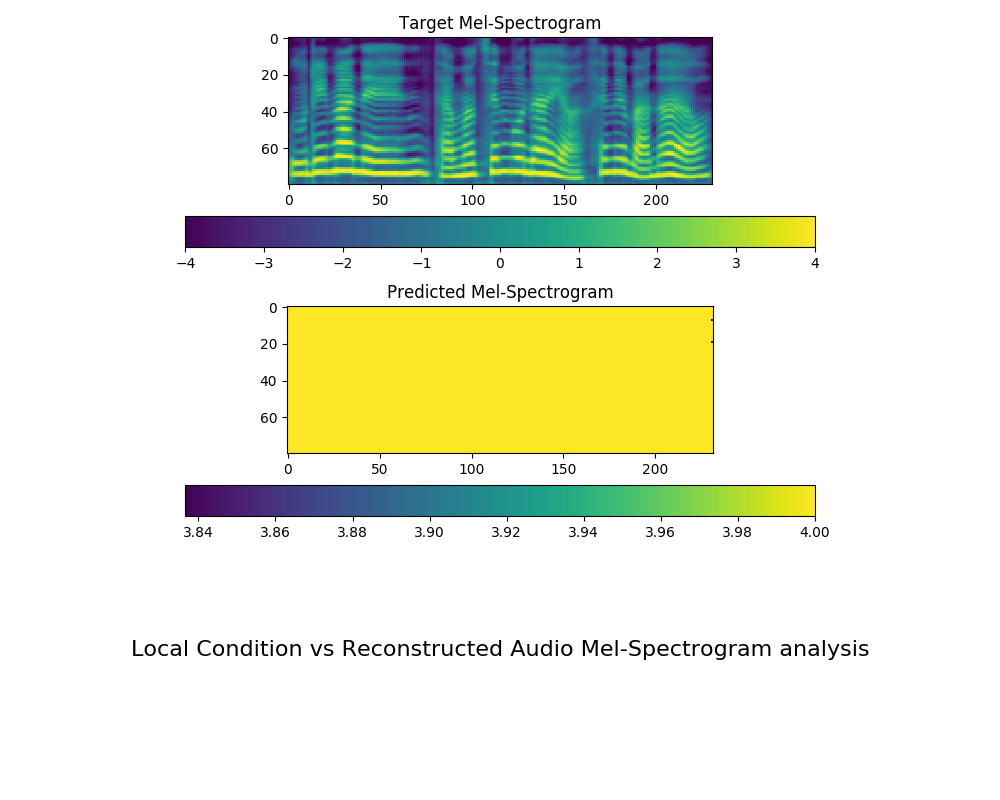 Target Mel-Spectrogram
0
20
40
60
0 50 100 150 200
−4 −3 −2 −1 0 1 2 3 4
Predicted Mel-Spectrogram
0
20
40
60
0 50 100 150 200
3.84 3.86 3.88 3.90 3.92 3.94 3.96 3.98 4.00
Local Condition vs Reconstructed Audio Mel-Spectrogram analysis